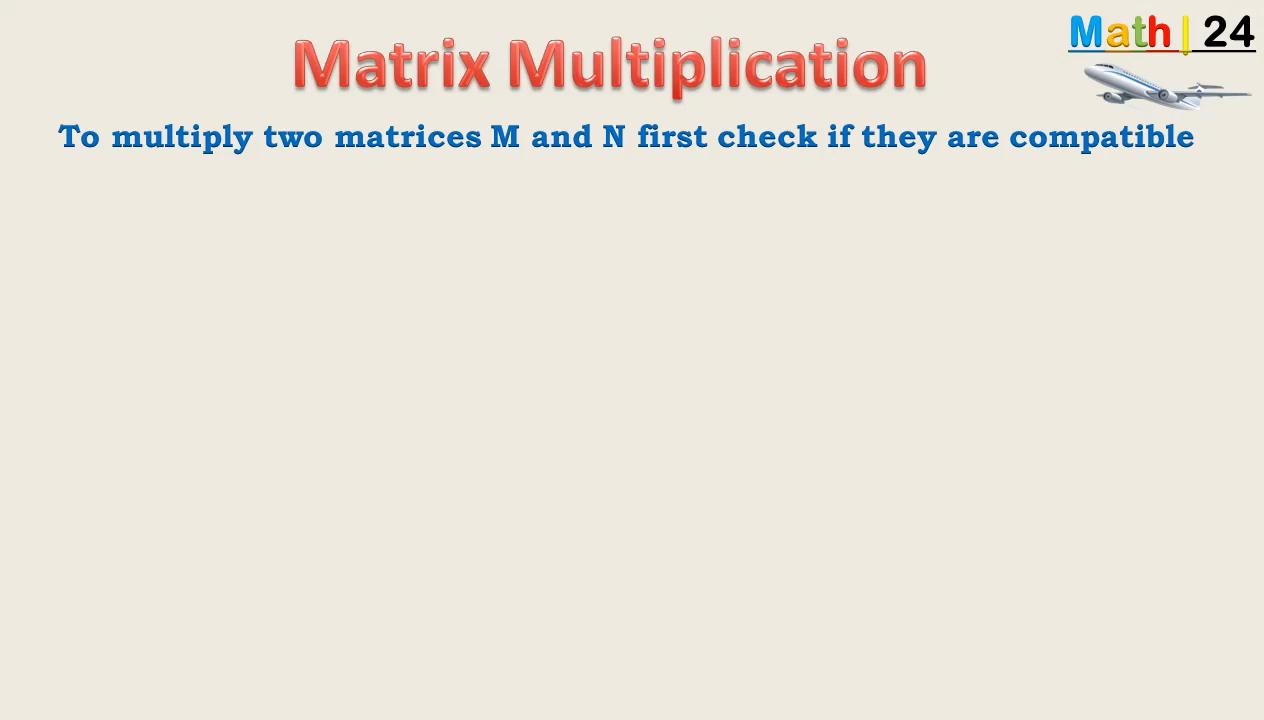 Math| 24
Matrix Multiplication
To multiply two matrices M and N first check if they are compatible